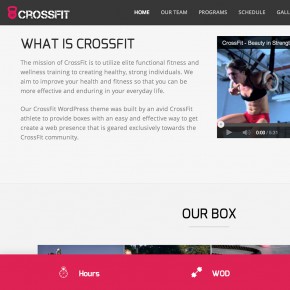 CROSSFIT
HOME OUR TEAM PROGRAMS SCHEDULE
WHAT IS CROSSFIT
The mission of CrossFit is to utilize elite functional fitness and
wellness training to creating healthy, strong individuals. We
aim to improve your health and fitness so that you can be
more effective and enduring in your everyday life.
Our CrossFit WordPress theme was built by an avid CrossFit
athlete to provide boxes with an easy and effective way to get
create a web presence that is geared exclusively towards the
CrossFit community.
CrossFit - Beauty in Strength
0:00 / 6:31
OUR BOX
Hours
WOD